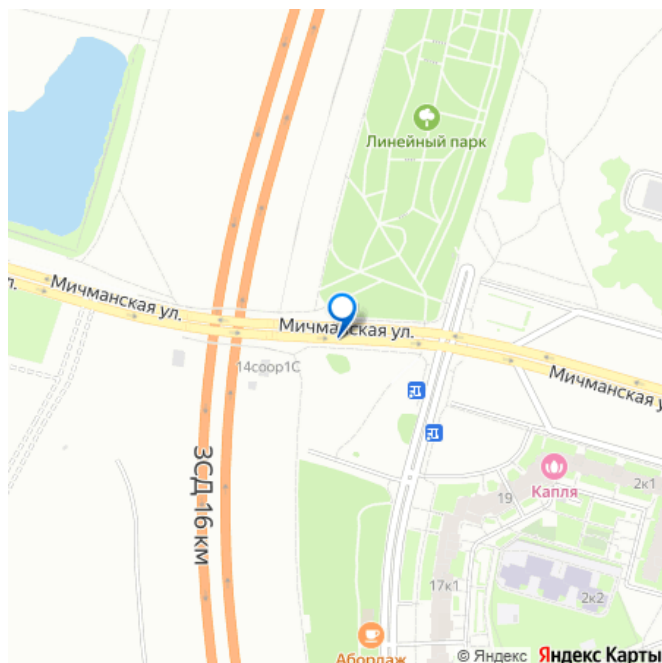 Линейный парк
Мичманская ул.
л.
Мичманская ул.
14соор1С
Мичманская у
ЗСД 16 км
Капля
2к1
19
17к1
2к2
Абордаж
© Яндекс Яндекс Карты